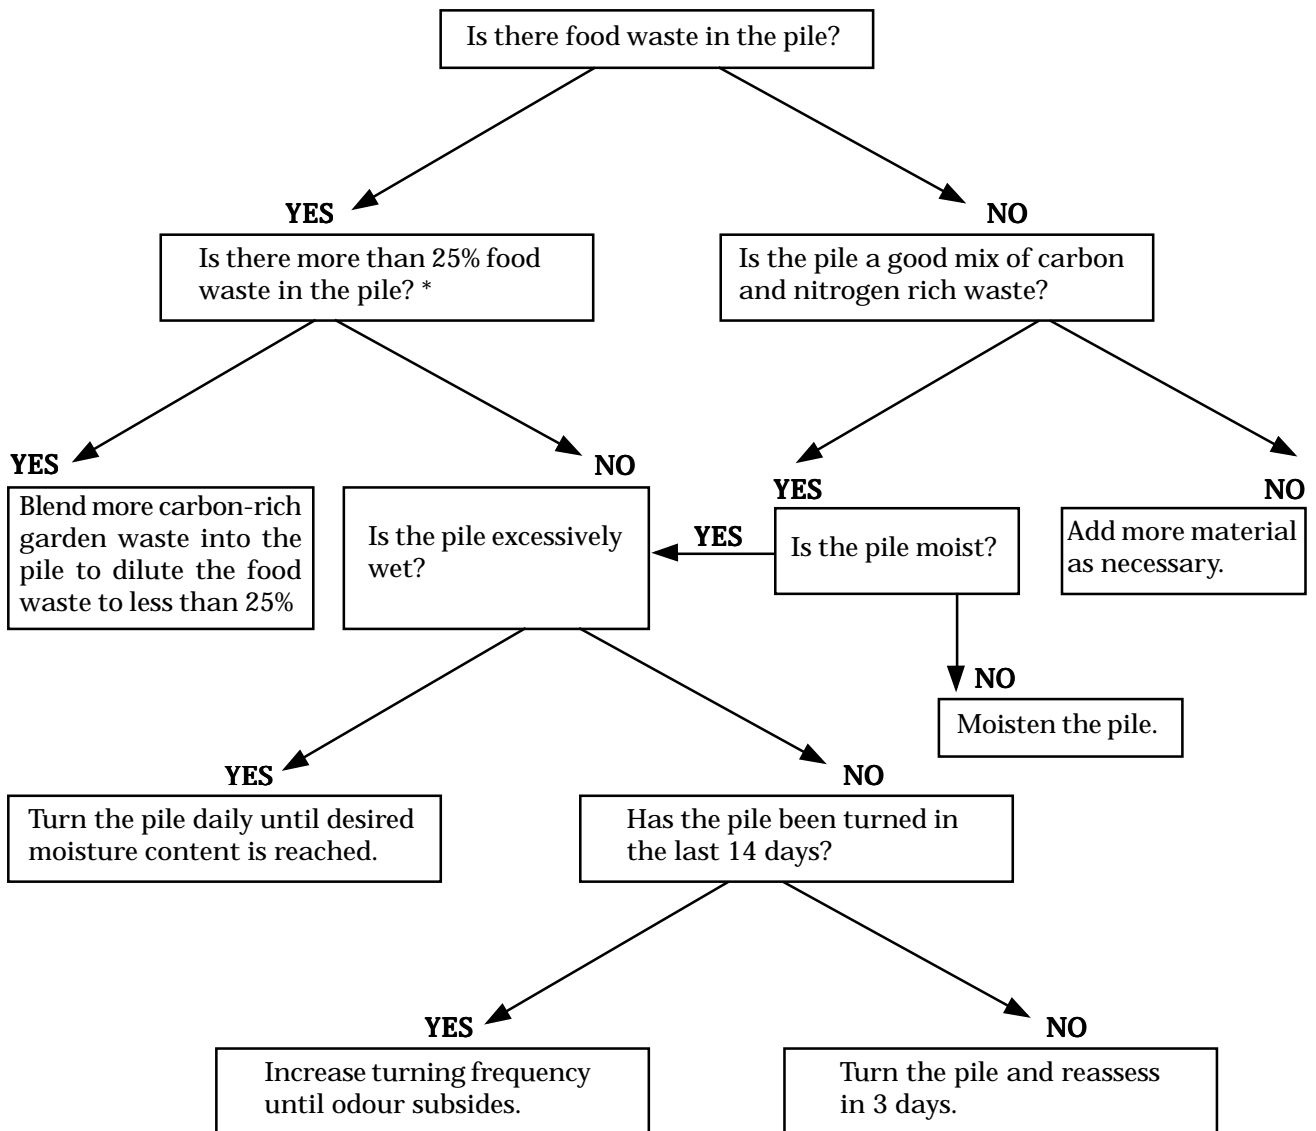 Is there food waste in the pile?
YES
NO
Is there more than 25% food
waste in the pile? *
Is the pile a good mix of carbon
and nitrogen rich waste?
YES
NO
YES
NO
Blend more carbon-rich
garden waste into the
pile to dilute the food
waste to less than 25%
Is the pile excessively
wet?
YES
Is the pile moist?
Add more material
as necessary.
NO
Moisten the pile.
YES
NO
Turn the pile daily until desired
moisture content is reached.
Has the pile been turned in
the last 14 days?
YES
NO
Increase turning frequency
until odour subsides.
Turn the pile and reassess
in 3 days.